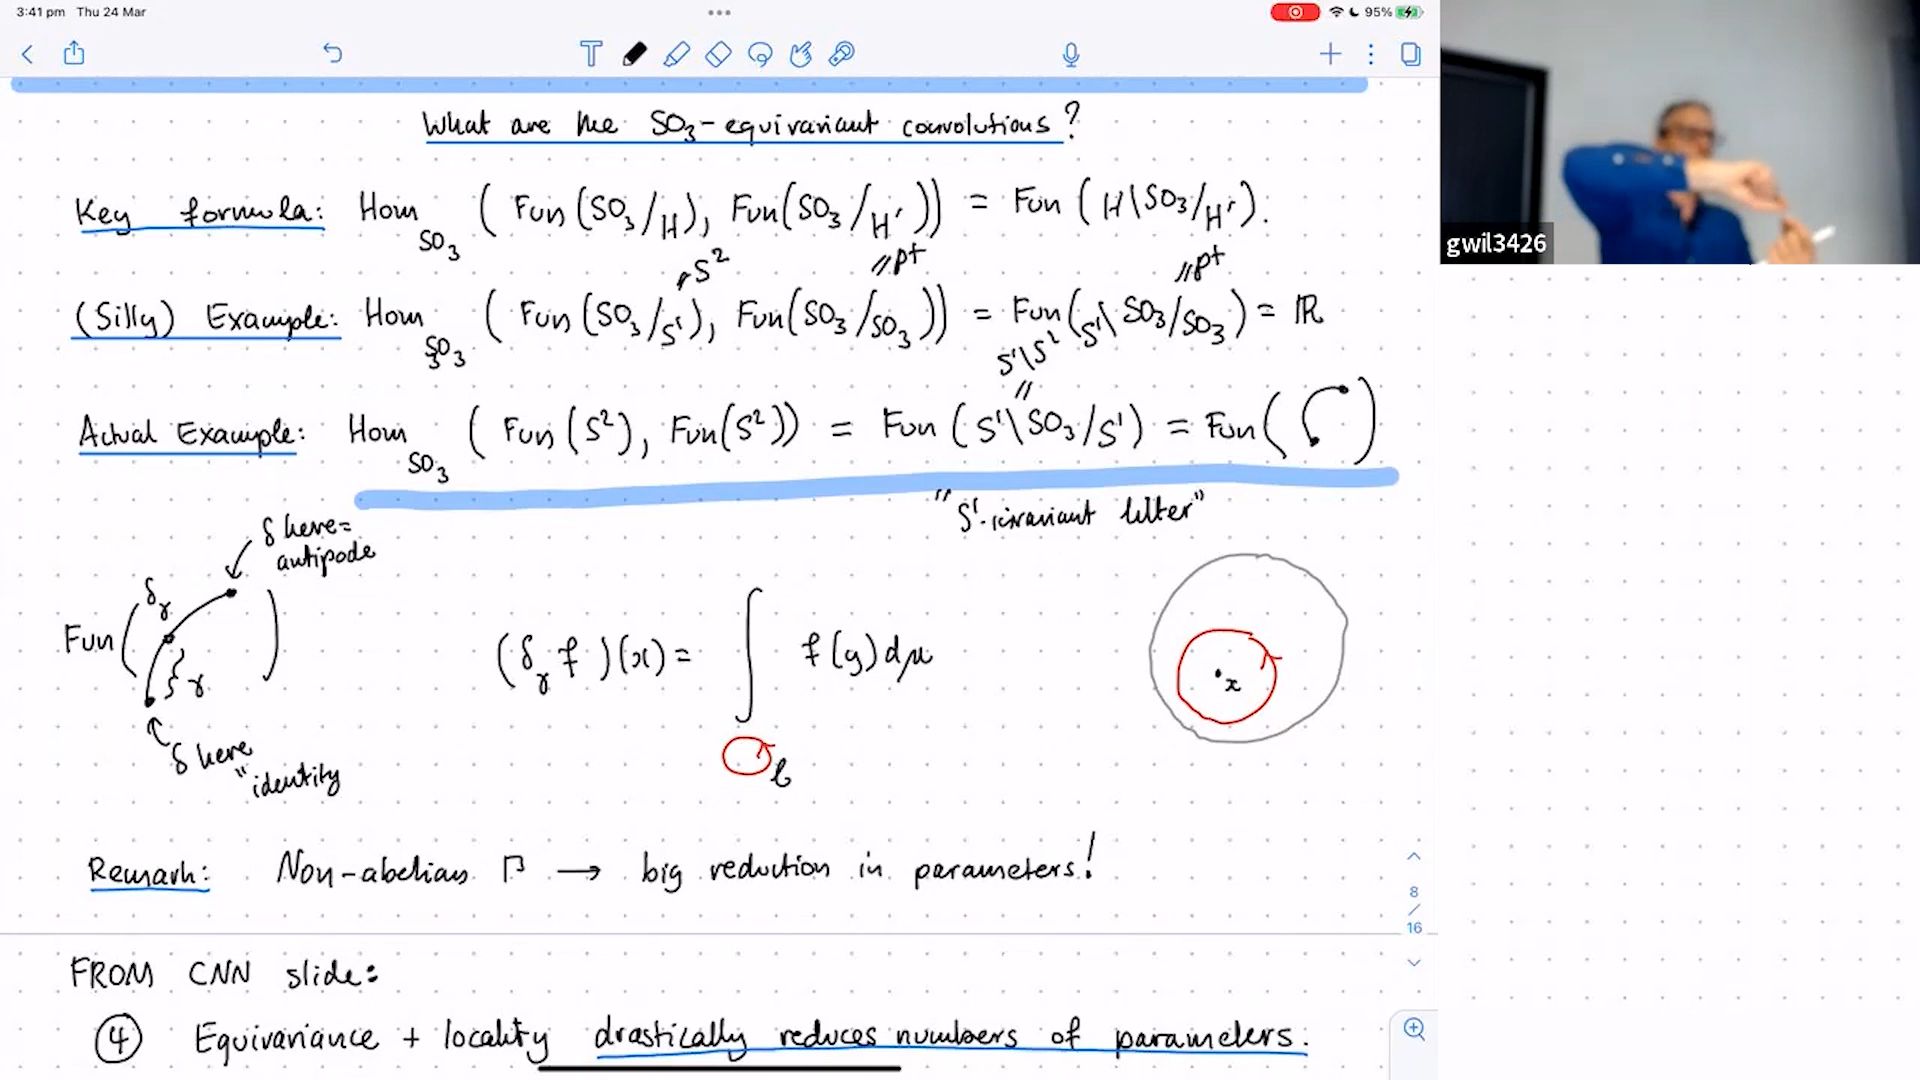 3:41 pm Thu 24 Mar
95%
What are the SO₃-equivariant convolutions?
Key formula: Hom_SO₃ ( Fun(SO₃/H), Fun(SO₃/H')) = Fun ( H\SO₃/H').
S² "pt "pt
(Silly) Example: Hom_SO₃ ( Fun(SO₃/S¹), Fun(SO₃/SO₃)) = Fun(S¹\SO₃/SO₃) = ℝ
S¹\S²
"
Actual Example: Hom_SO₃ ( Fun(S²), Fun(S²)) = Fun (S¹\SO₃/S¹) = Fun( )
"S¹-invariant filter"
δ here =
antipode
δ_γ
Fun( )
γ
δ here
"identity
(δ_γ f)(x) = ∫ f(y) dμ
x
Remark: Non-abelian Γ → big reduction in parameters!
8
/
16
FROM CNN slide:
④ Equivariance + locality drastically reduces numbers of parameters.
gwil3426